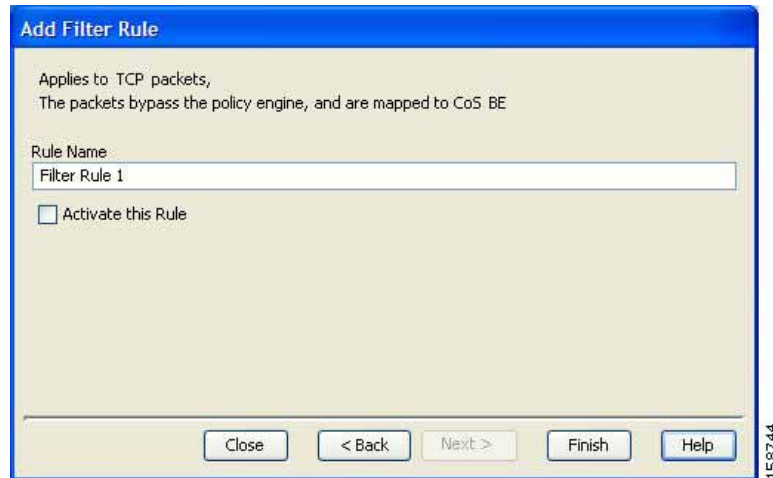 Add Filter Rule
Applies to TCP packets,
The packets bypass the policy engine, and are mapped to CoS BE
Rule Name
Filter Rule 1
Activate this Rule
Close
< Back
Next >
Finish
Help
158744